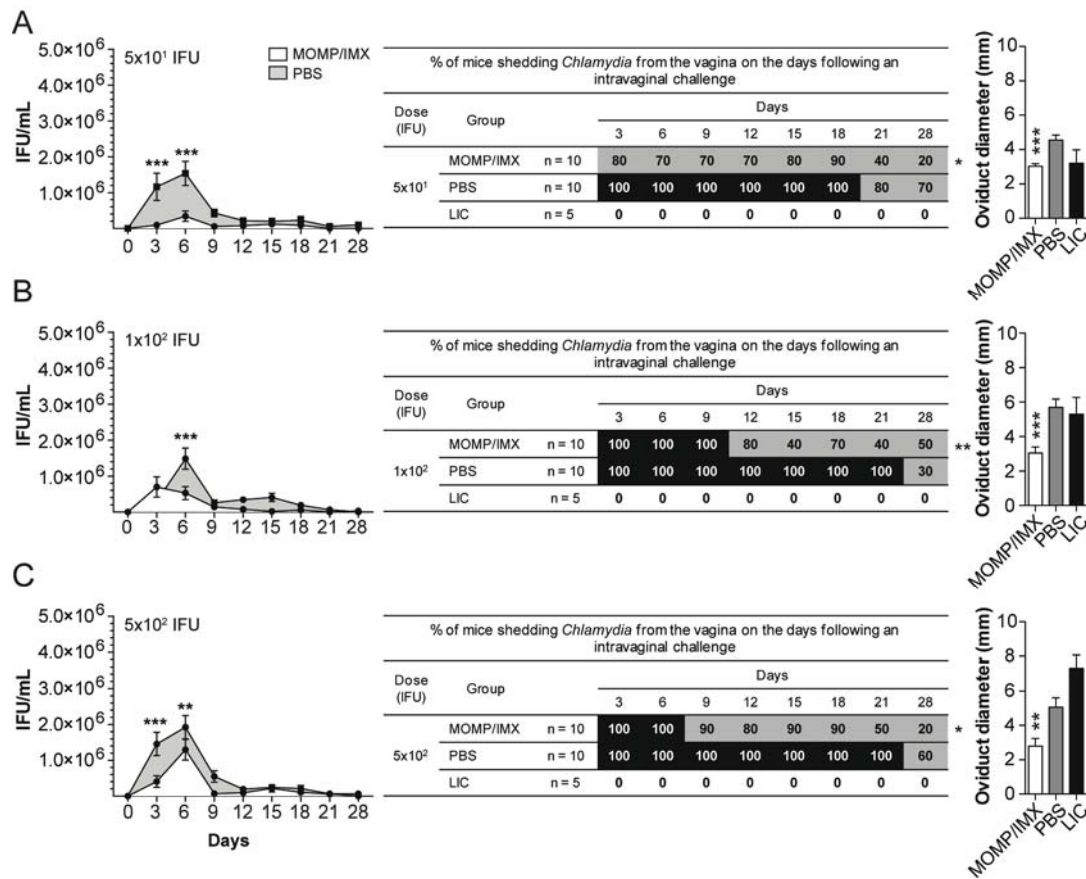 A
5.0×10⁶
4.0×10⁶
3.0×10⁶
2.0×10⁶
1.0×10⁶
IFU/mL
5x10¹ IFU
MOMP/IMX
PBS
***
***
0 3 6 9 12 15 18 21 28
% of mice shedding Chlamydia from the vagina on the days following an
intravaginal challenge
Dose
(IFU)
Group
Days
3 6 9 12 15 18 21 28
MOMP/IMX n = 10 80 70 70 70 80 90 40 20 *
5x10¹ PBS n = 10 100 100 100 100 100 100 80 70
LIC n = 5 0 0 0 0 0 0 0 0
Oviduct diameter (mm)
10
8
6
4
2
0
***
MOMP/IMX
PBS
LIC
B
5.0×10⁶
4.0×10⁶
3.0×10⁶
2.0×10⁶
1.0×10⁶
IFU/mL
1x10² IFU
***
0 3 6 9 12 15 18 21 28
% of mice shedding Chlamydia from the vagina on the days following an
intravaginal challenge
Dose
(IFU)
Group
Days
3 6 9 12 15 18 21 28
MOMP/IMX n = 10 100 100 100 80 40 70 40 50 **
1x10² PBS n = 10 100 100 100 100 100 100 100 30
LIC n = 5 0 0 0 0 0 0 0 0
Oviduct diameter (mm)
10
8
6
4
2
0
***
MOMP/IMX
PBS
LIC
C
5.0×10⁶
4.0×10⁶
3.0×10⁶
2.0×10⁶
1.0×10⁶
IFU/mL
5x10² IFU
***
**
0 3 6 9 12 15 18 21 28
Days
% of mice shedding Chlamydia from the vagina on the days following an
intravaginal challenge
Dose
(IFU)
Group
Days
3 6 9 12 15 18 21 28
MOMP/IMX n = 10 100 100 90 80 90 90 50 20 *
5x10² PBS n = 10 100 100 100 100 100 100 100 60
LIC n = 5 0 0 0 0 0 0 0 0
Oviduct diameter (mm)
10
8
6
4
2
0
**
MOMP/IMX
PBS
LIC